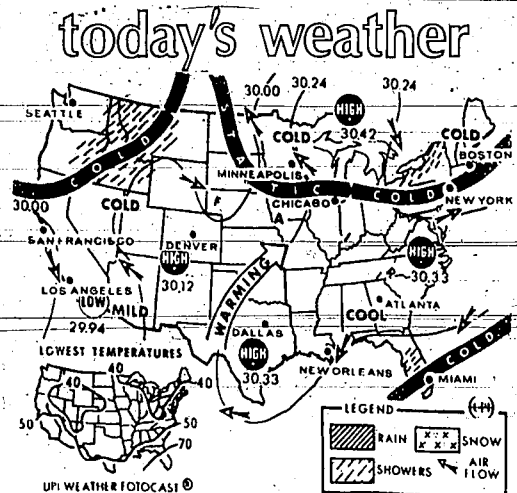 today's weather
30.00
30.24
30.24
SEATTLE
HIGH
30.42
COLD
COLD
STATIC
MINNEAPOLIS
BOSTON
COLD
COLD
NEW YORK
30.00
COLD
CHICAGO
SAN FRANCISCO
DENVER
HIGH
30.12
HIGH
30.33
WARMING
LOS ANGELES
LOW
MILD
29.94
ATLANTA
COOL
DALLAS
HIGH
30.33
NEW ORLEANS
COLD
MIAMI
LOWEST TEMPERATURES
40
40
40
50
50
70
LEGEND
RAIN
SNOW
SHOWERS
AIR FLOW
UPI WEATHER FOTOCAST ®